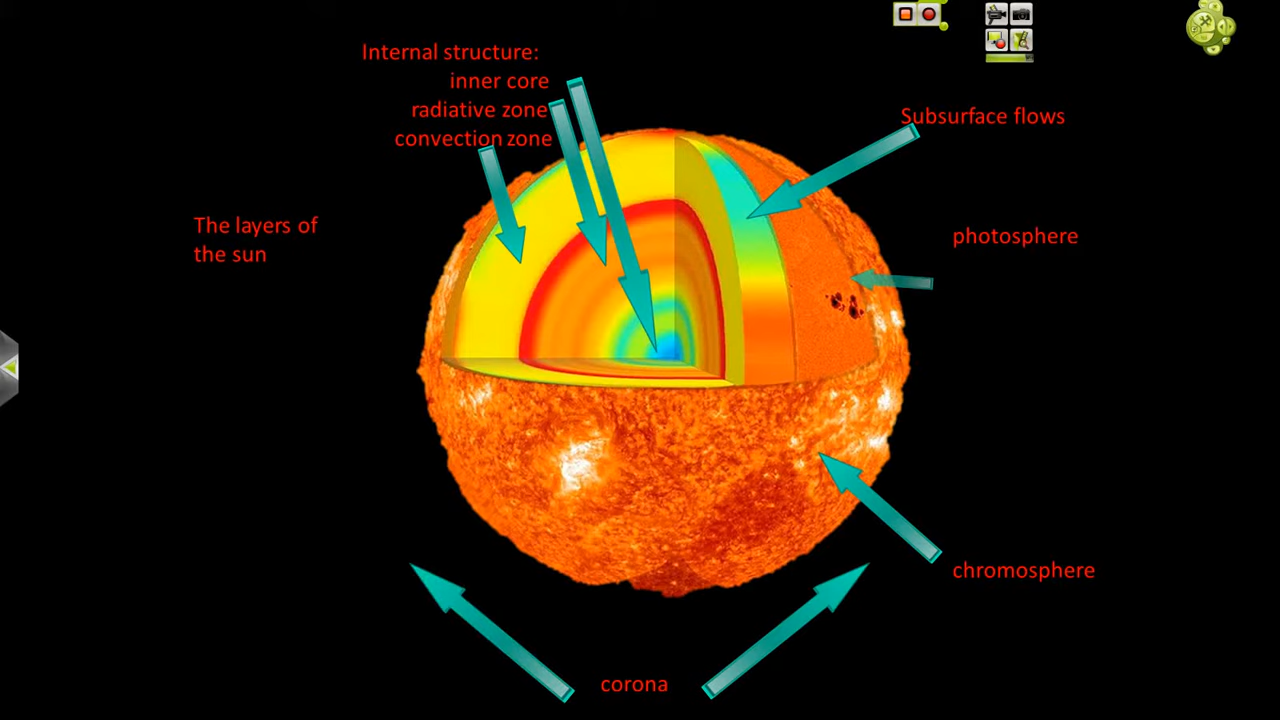 Internal structure:
inner core
radiative zone
convection zone
Subsurface flows
The layers of
the sun
photosphere
chromosphere
corona